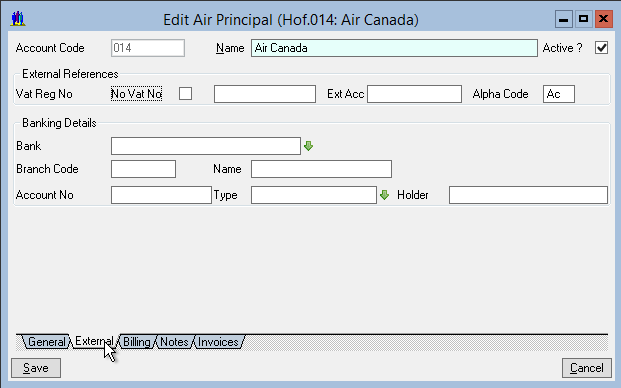 Edit Air Principal (Hof.014: Air Canada)
Account Code 014 Name Air Canada Active ?
External References
Vat Reg No No Vat No Ext Acc Alpha Code Ac
Banking Details
Bank
Branch Code Name
Account No Type Holder
General External Billing Notes Invoices
Save Cancel